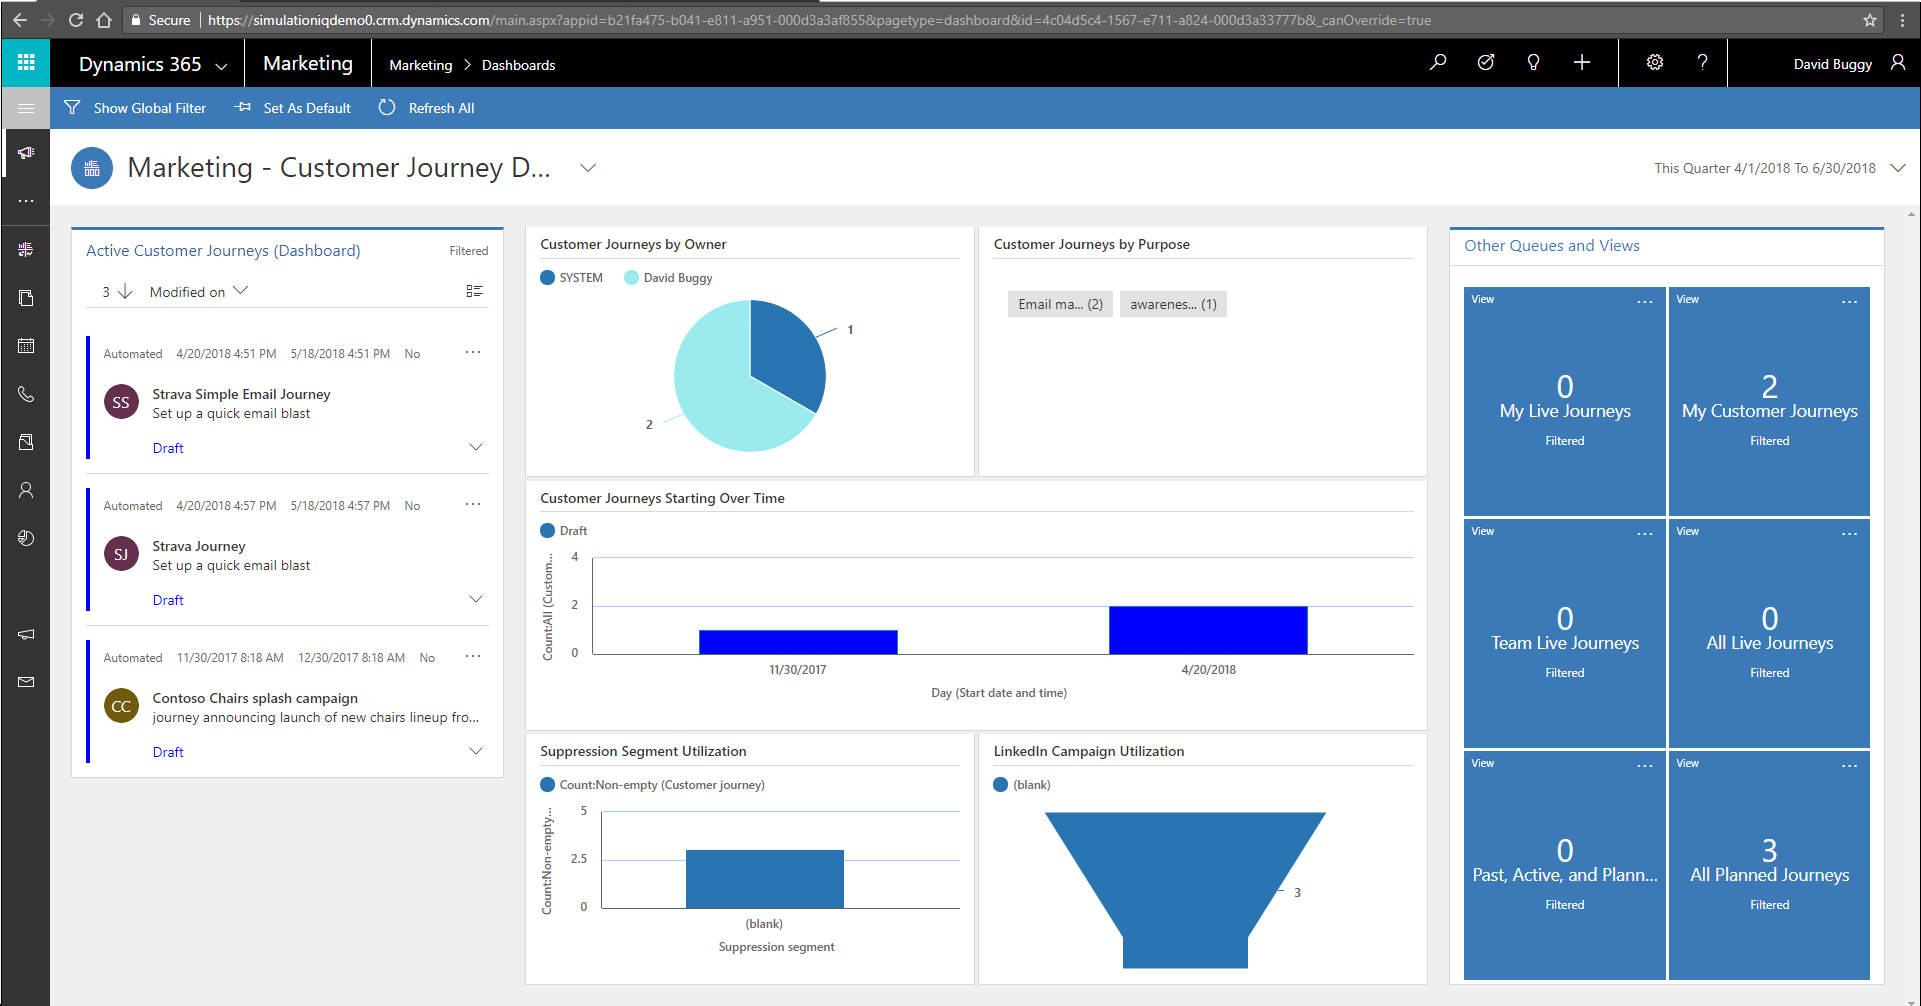 Secure https://simulationiqdemo0.crm.dynamics.com/main.aspx?appid=b21fa475-b041-e811-a951-000d3a3af855&pagetype=dashboard&id=4c04d5c4-1567-e711-a824-000d3a33777b&_canOverride=true
Dynamics 365 Marketing Marketing > Dashboards David Buggy
Show Global Filter Set As Default Refresh All
Marketing - Customer Journey D...
This Quarter 4/1/2018 To 6/30/2018
Active Customer Journeys (Dashboard) Filtered
3 Modified on
Automated 4/20/2018 4:51 PM 5/18/2018 4:51 PM No ...
SS
Strava Simple Email Journey
Set up a quick email blast
Draft
Automated 4/20/2018 4:57 PM 5/18/2018 4:57 PM No ...
SJ
Strava Journey
Set up a quick email blast
Draft
Automated 11/30/2017 8:18 AM 12/30/2017 8:18 AM No ...
CC
Contoso Chairs splash campaign
journey announcing launch of new chairs lineup fro...
Draft
Customer Journeys by Owner
SYSTEM David Buggy
1
2
Customer Journeys by Purpose
Email ma... (2) awarenes... (1)
Customer Journeys Starting Over Time
Draft
Count:All (Custom...
4
2
0
11/30/2017 4/20/2018
Day (Start date and time)
Suppression Segment Utilization
Count:Non-empty (Customer journey)
Count:Non-empty...
5
2.5
0
(blank)
Suppression segment
LinkedIn Campaign Utilization
(blank)
3
Other Queues and Views
View ...
0
My Live Journeys
Filtered
View ...
2
My Customer Journeys
Filtered
View ...
0
Team Live Journeys
Filtered
View ...
0
All Live Journeys
Filtered
View ...
0
Past, Active, and Plann...
Filtered
View ...
3
All Planned Journeys
Filtered